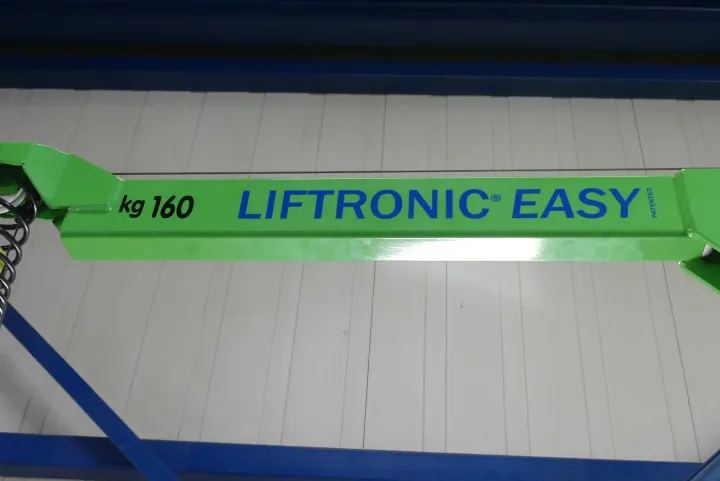 kg 160 LIFTRONIC® EASY PATENTED